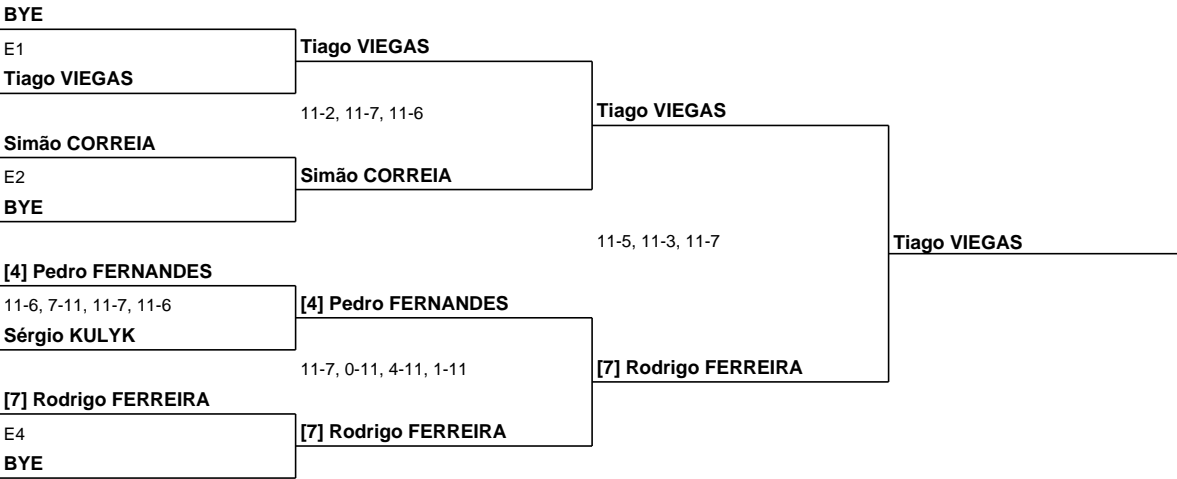 BYE
E1
Tiago VIEGAS
Tiago VIEGAS
11-2, 11-7, 11-6
Tiago VIEGAS
Simão CORREIA
E2
Simão CORREIA
BYE
11-5, 11-3, 11-7
Tiago VIEGAS
[4] Pedro FERNANDES
11-6, 7-11, 11-7, 11-6
[4] Pedro FERNANDES
Sérgio KULYK
11-7, 0-11, 4-11, 1-11
[7] Rodrigo FERREIRA
[7] Rodrigo FERREIRA
E4
[7] Rodrigo FERREIRA
BYE